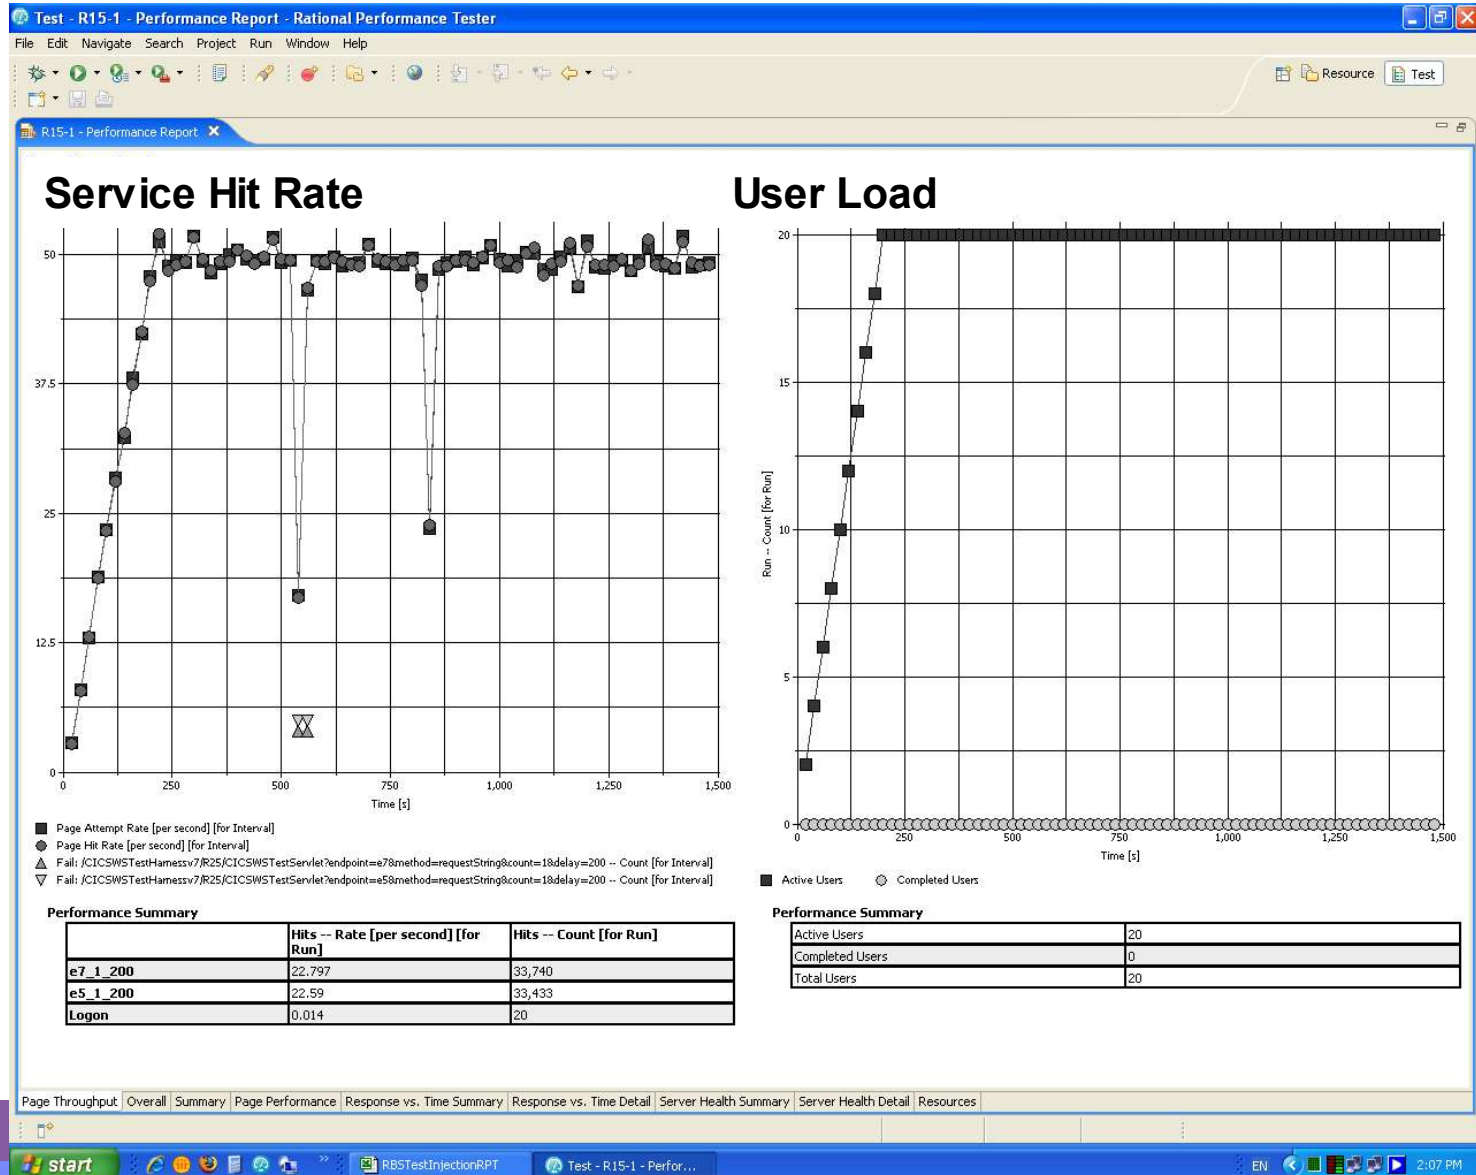 Test - R15-1 - Performance Report - Rational Performance Tester
File Edit Navigate Search Project Run Window Help
Resource Test
R15-1 - Performance Report
Service Hit Rate
50
37.5
25
12.5
0
0 250 500 750 1,000 1,250 1,500
Time [s]
Page Attempt Rate [per second] [for Interval]
Page Hit Rate [per second] [for Interval]
Fail: /CICSWSTestHarnessv7/R25/CICSWSTestServlet?endpoint=e7&method=requestString&count=1&delay=200 -- Count [for Interval]
Fail: /CICSWSTestHarnessv7/R25/CICSWSTestServlet?endpoint=e5&method=requestString&count=1&delay=200 -- Count [for Interval]
Performance Summary
Hits -- Rate [per second] [for Run] Hits -- Count [for Run]
e7_1_200 22.797 33,740
e5_1_200 22.59 33,433
Logon 0.014 20
User Load
Run -- Count [for Run]
20
15
10
5
0
0 250 500 750 1,000 1,250 1,500
Time [s]
Active Users Completed Users
Performance Summary
Active Users 20
Completed Users 0
Total Users 20
Page Throughput Overall Summary Page Performance Response vs. Time Summary Response vs. Time Detail Server Health Summary Server Health Detail Resources
start RBSTestInjectionRPT Test - R15-1 - Perfor... EN 2:07 PM